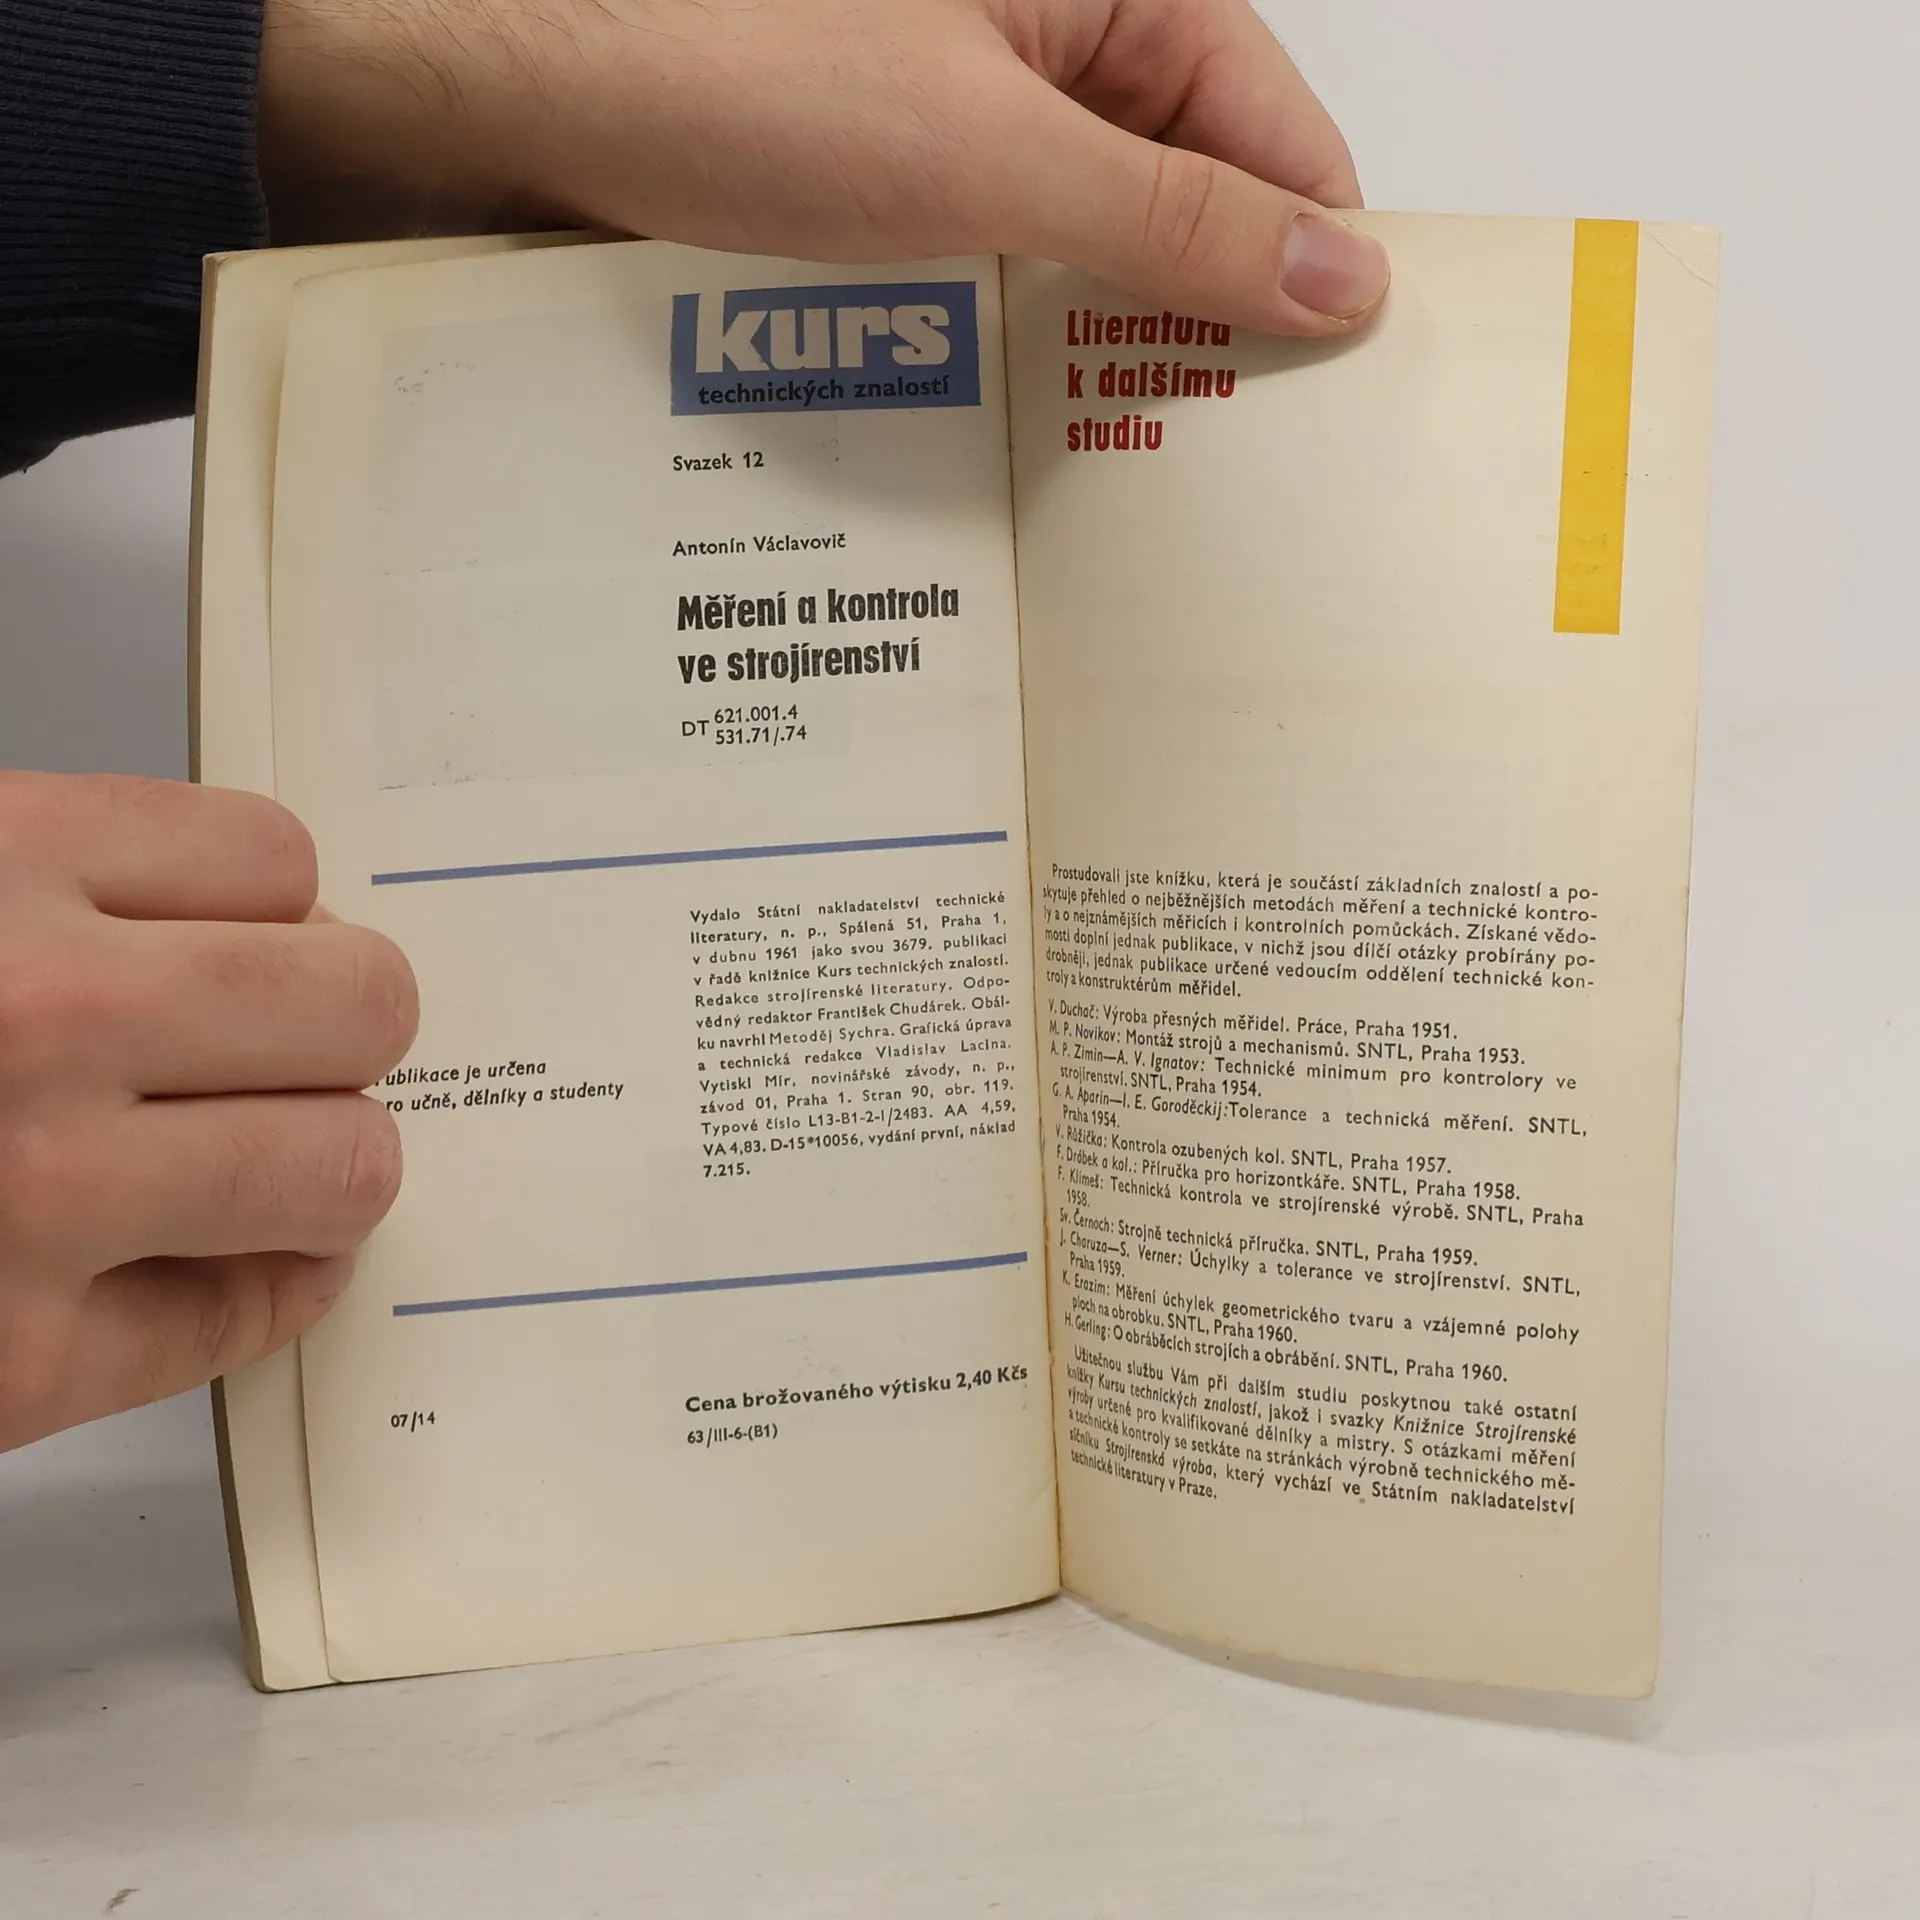 kurs
technických znalostí
Svazek 12
Antonín Václavovič
Měření a kontrola
ve strojírenství
DT 621.001.4
531.71/.74
Vydalo Státní nakladatelství technické
literatury, n. p., Spálená 51, Praha 1,
v dubnu 1961 jako svou 3679. publikaci
v řadě knižnice Kurs technických znalostí.
Redakce strojírenské literatury. Odpo-
vědný redaktor František Chudárek. Obál-
ku navrhl Metoděj Sychra. Grafická úprava
a technická redakce Vladislav Lacina.
Vytiskl Mír, novinářské závody, n. p.,
závod 01, Praha 1. Stran 90, obr. 119.
Typové číslo L13-B1-2-I/2483. AA 4,59,
VA 4,83. D-15*10056, vydání první, náklad
7.215.
ublikace je určena
ro učně, dělníky a studenty
Cena brožovaného výtisku 2,40 Kčs
07/14
63/III-6-(B1)
Literatura
k dalšímu
studiu
Prostudovali jste knížku, která je součástí základních znalostí a po-
skytuje přehled o nejběžnějších metodách měření a technické kontro-
ly a o nejznámějších měřicích i kontrolních pomůckách. Získané vědo-
mosti doplní jednak publikace, v nichž jsou dílčí otázky probírány po-
drobněji, jednak publikace určené vedoucím oddělení technické kon-
troly a konstruktérům měřidel.
V. Duchač: Výroba přesných měřidel. Práce, Praha 1951.
M. P. Novikov: Montáž strojů a mechanismů. SNTL, Praha 1953.
A. P. Zimin—A. V. Ignatov: Technické minimum pro kontrolory ve
strojírenství. SNTL, Praha 1954.
G. A. Aparin—I. E. Goroděckij: Tolerance a technická měření. SNTL,
Praha 1954.
V. Růžička: Kontrola ozubených kol. SNTL, Praha 1957.
F. Drábek a kol.: Příručka pro horizontkáře. SNTL, Praha 1958.
F. Klimeš: Technická kontrola ve strojírenské výrobě. SNTL, Praha
1958.
Sv. Černoch: Strojně technická příručka. SNTL, Praha 1959.
J. Charuza—S. Verner: Úchylky a tolerance ve strojírenství. SNTL,
Praha 1959.
K. Erazim: Měření úchylek geometrického tvaru a vzájemné polohy
ploch na obrobku. SNTL, Praha 1960.
H. Gerling: O obráběcích strojích a obrábění. SNTL, Praha 1960.
Užitečnou službu Vám při dalším studiu poskytnou také ostatní
knížky Kursu technických znalostí, jakož i svazky Knižnice Strojírenské
výroby určené pro kvalifikované dělníky a mistry. S otázkami měření
a technické kontroly se setkáte na stránkách výrobně technického mě-
síčníku Strojírenská výroba, který vychází ve Státním nakladatelství
technické literatury v Praze.